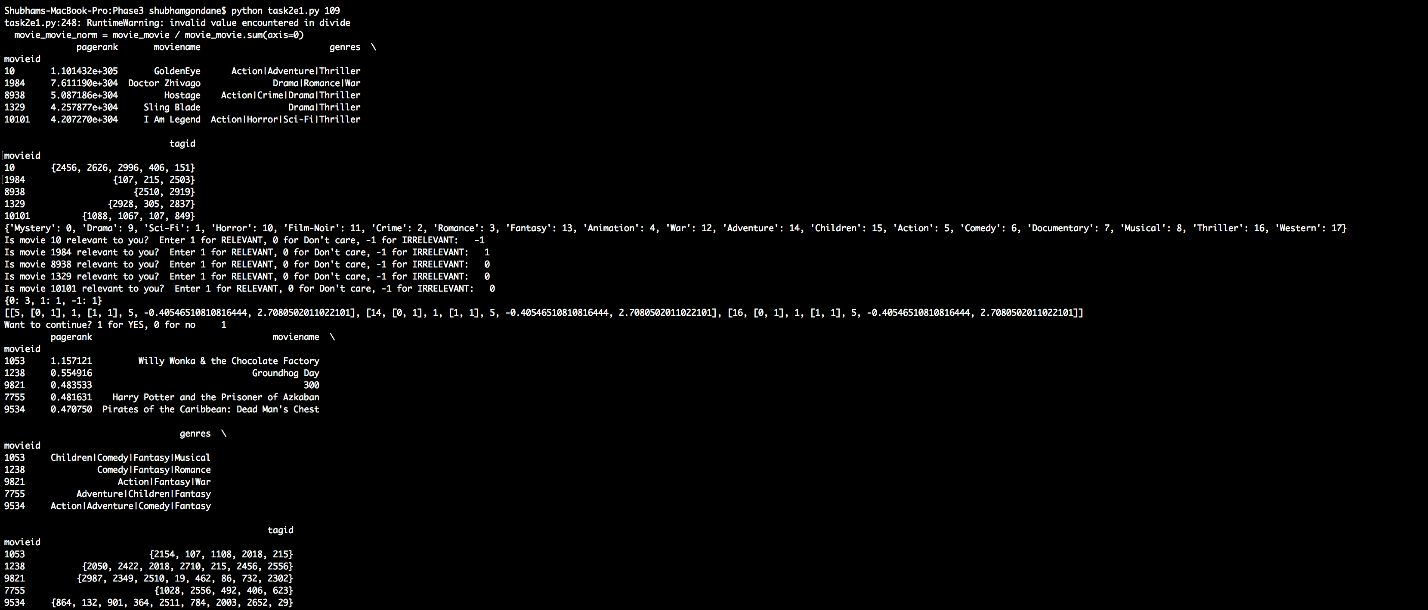 Shubhams-MacBook-Pro:Phase3 shubhamgondane$ python task2e1.py 109
task2e1.py:248: RuntimeWarning: invalid value encountered in divide
movie_movie_norm = movie_movie / movie_movie.sum(axis=0)
pagerank moviename genres \
movieid
10 1.101432e+305 GoldenEye Action|Adventure|Thriller
1984 7.611190e+304 Doctor Zhivago Drama|Romance|War
8938 5.087186e+304 Hostage Action|Crime|Drama|Thriller
1329 4.257877e+304 Sling Blade Drama|Thriller
10101 4.207270e+304 I Am Legend Action|Horror|Sci-Fi|Thriller
tagid
movieid
10 {2456, 2626, 2996, 406, 151}
1984 {107, 215, 2503}
8938 {2510, 2919}
1329 {2928, 305, 2837}
10101 {1088, 1067, 107, 849}
{'Mystery': 0, 'Drama': 9, 'Sci-Fi': 1, 'Horror': 10, 'Film-Noir': 11, 'Crime': 2, 'Romance': 3, 'Fantasy': 13, 'Animation': 4, 'War': 12, 'Adventure': 14, 'Children': 15, 'Action': 5, 'Comedy': 6, 'Documentary': 7, 'Musical': 8, 'Thriller': 16, 'Western': 17}
Is movie 10 relevant to you? Enter 1 for RELEVANT, 0 for Don't care, -1 for IRRELEVANT: -1
Is movie 1984 relevant to you? Enter 1 for RELEVANT, 0 for Don't care, -1 for IRRELEVANT: 1
Is movie 8938 relevant to you? Enter 1 for RELEVANT, 0 for Don't care, -1 for IRRELEVANT: 0
Is movie 1329 relevant to you? Enter 1 for RELEVANT, 0 for Don't care, -1 for IRRELEVANT: 0
Is movie 10101 relevant to you? Enter 1 for RELEVANT, 0 for Don't care, -1 for IRRELEVANT: 0
{0: 3, 1: 1, -1: 1}
[[5, [0, 1], 1, [1, 1], 5, -0.40546510810816444, 2.7080502011022101], [14, [0, 1], 1, [1, 1], 5, -0.40546510810816444, 2.7080502011022101], [16, [0, 1], 1, [1, 1], 5, -0.40546510810816444, 2.7080502011022101]]
Want to continue? 1 for YES, 0 for no 1
pagerank moviename \
movieid
1053 1.157121 Willy Wonka & the Chocolate Factory
1238 0.554916 Groundhog Day
9821 0.483533 300
7755 0.481631 Harry Potter and the Prisoner of Azkaban
9534 0.470750 Pirates of the Caribbean: Dead Man's Chest
genres \
movieid
1053 Children|Comedy|Fantasy|Musical
1238 Comedy|Fantasy|Romance
9821 Action|Fantasy|War
7755 Adventure|Children|Fantasy
9534 Action|Adventure|Comedy|Fantasy
tagid
movieid
1053 {2154, 107, 1108, 2018, 215}
1238 {2050, 2422, 2018, 2710, 215, 2456, 2556}
9821 {2987, 2349, 2510, 19, 462, 86, 732, 2302}
7755 {1028, 2556, 492, 406, 623}
9534 {864, 132, 901, 364, 2511, 784, 2003, 2652, 29}